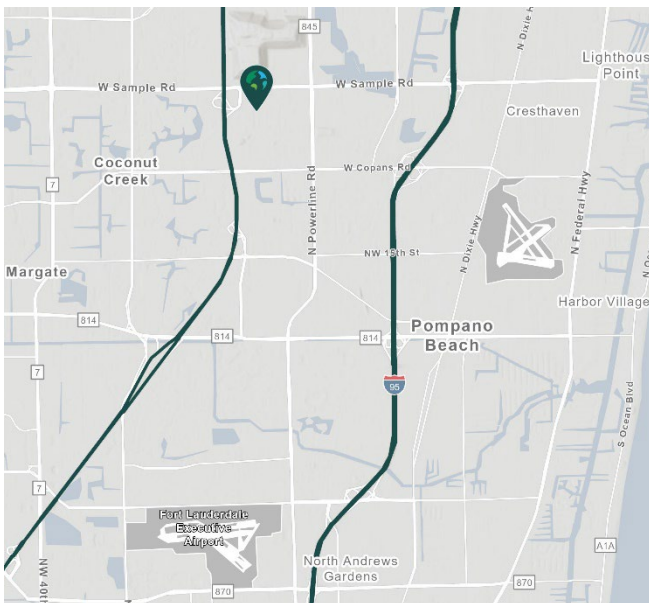 845
Lighthouse
Point
W Sample Rd
W Sample Rd
N Dixie Hwy
Cresthaven
Coconut
Creek
W Copans Rd
7
N Powerline Rd
N Federal Hwy
NW 15th St
N Dixie Hwy
Margate
Harbor Village
814
814
814
Pompano
Beach
7
95
S Ocean Blvd
7
Fort Lauderdale
Executive
Airport
A1A
North Andrews
Gardens
NW 40th
870
870